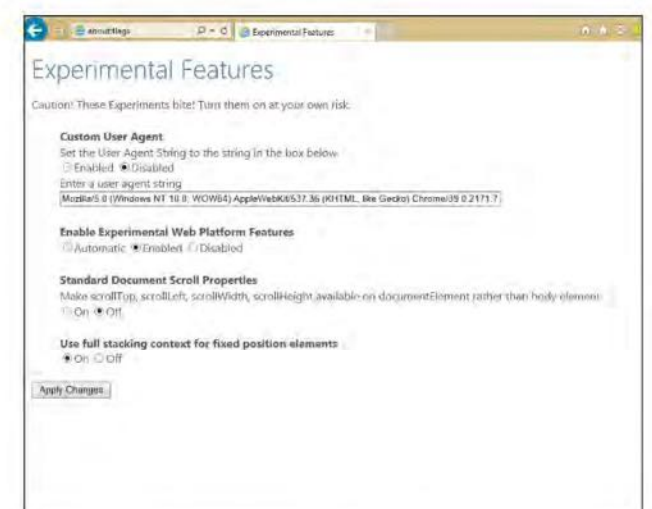 about:flags
Experimental Features
Experimental Features
Caution! These Experiments bite! Turn them on at your own risk.
Custom User Agent
Set the User Agent String to the string in the box below.
Enabled Disabled
Enter a user agent string
Mozilla/5.0 (Windows NT 10.0; WOW64) AppleWebKit/537.36 (KHTML, like Gecko) Chrome/39.0.2171.7
Enable Experimental Web Platform Features
Automatic Enabled Disabled
Standard Document Scroll Properties
Make scrollTop, scrollLeft, scrollWidth, scrollHeight available on documentElement rather than body element
On Off
Use full stacking context for fixed position elements
On Off
Apply Changes